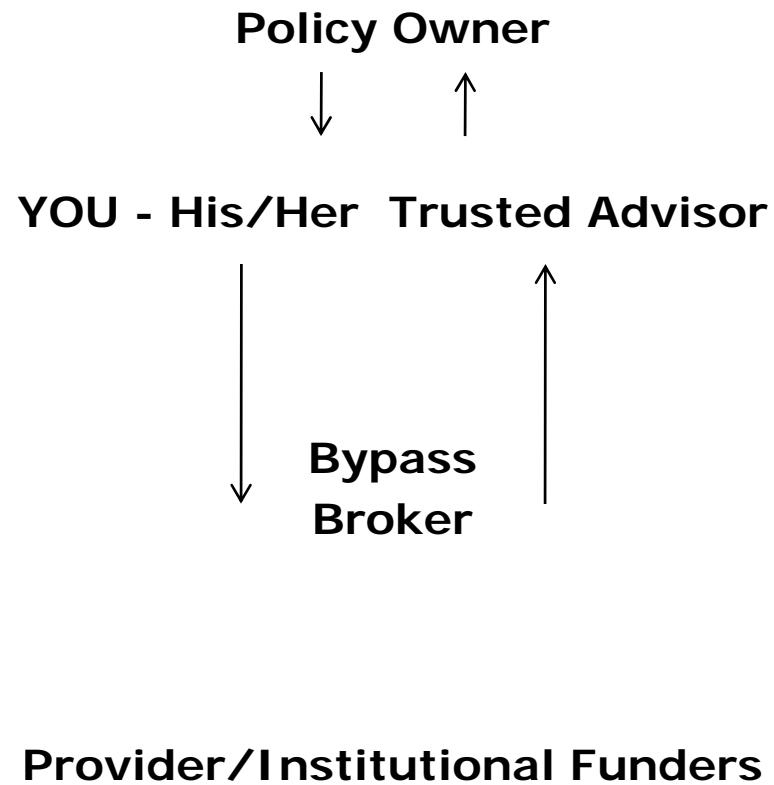 Policy Owner
YOU - His/Her Trusted Advisor
Bypass
Broker
Provider/Institutional Funders